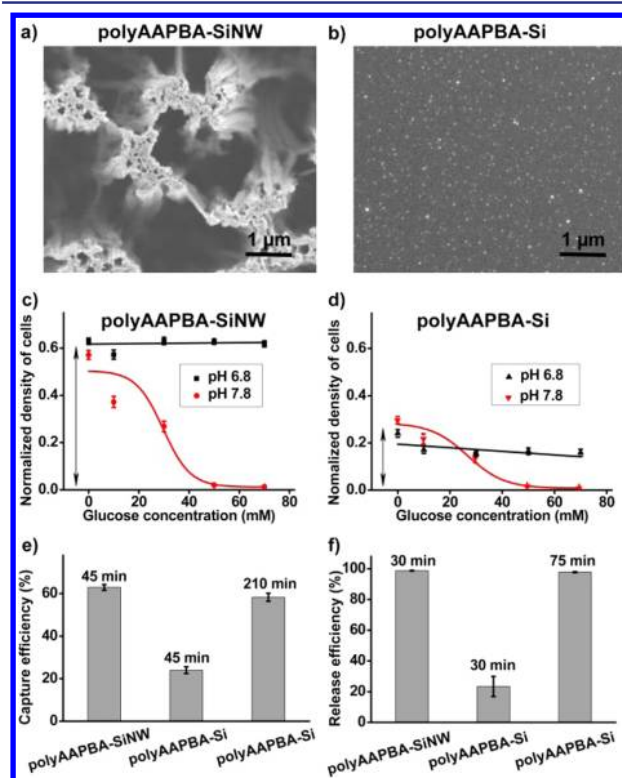 a) polyAAPBA-SiNW
b) polyAAPBA-Si
1 μm
1 μm
c) polyAAPBA-SiNW
Normalized density of cells
0.6
0.4
0.2
0.0
pH 6.8
pH 7.8
0 20 40 60 80
Glucose concentration (mM)
d) polyAAPBA-Si
Nomalized density of cells
0.6
0.4
0.2
0.0
pH 6.8
pH 7.8
0 20 40 60 80
Glucose concentration (mM)
e)
Capture efficiency (%)
60
40
20
0
45 min
45 min
210 min
polyAAPBA-SiNW
polyAAPBA-Si
polyAAPBA-Si
f)
Release efficiency (%)
100
80
60
40
20
0
30 min
30 min
75 min
polyAAPBA-SiNW
polyAAPBA-Si
polyAAPBA-Si